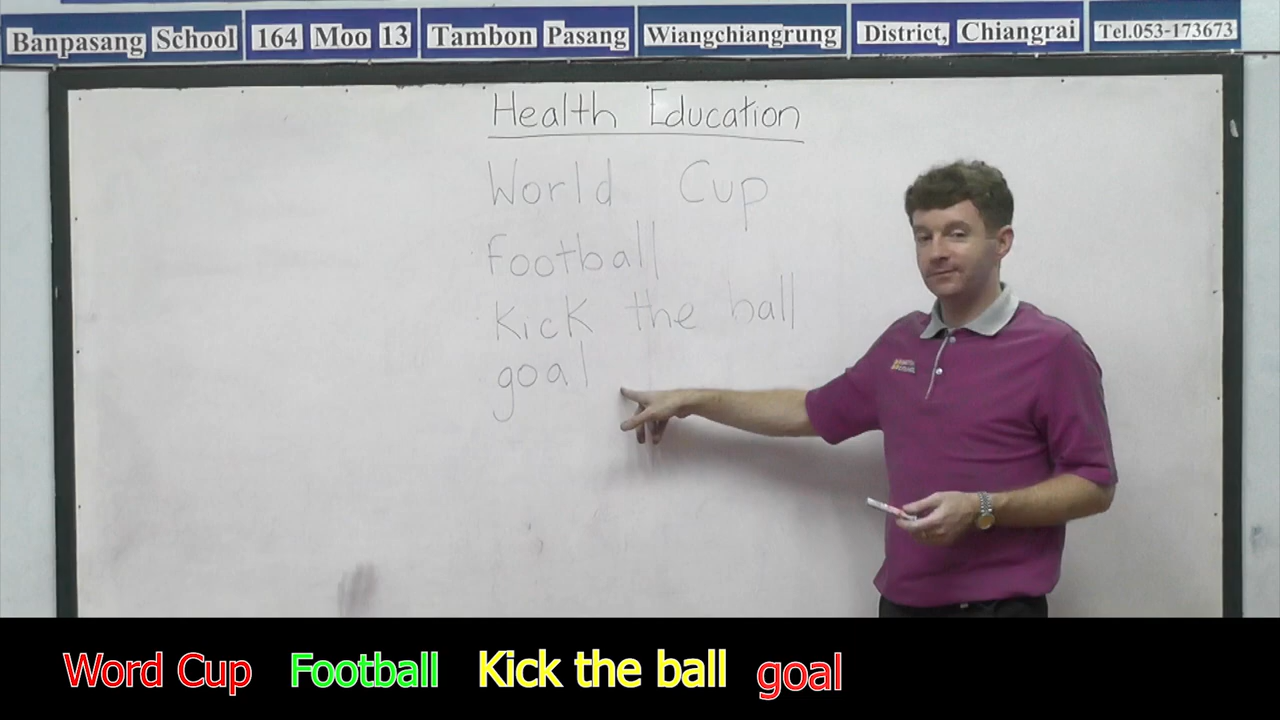 Banpasang School 164 Moo 13 Tambon Pasang Wiangchiangrung District, Chiangrai Tel.053-173673
Health Education
World Cup
Football
Kick the ball
goal
Word Cup Football Kick the ball goal